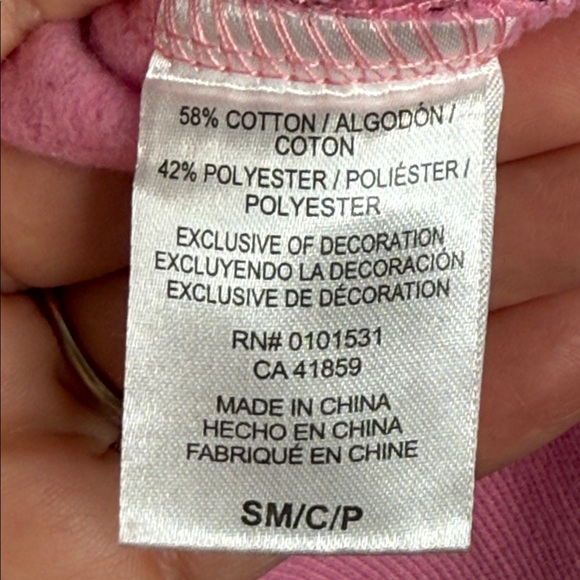 58% COTTON / ALGODÓN /
COTON
42% POLYESTER / POLIÉSTER /
POLYESTER
EXCLUSIVE OF DECORATION
EXCLUYENDO LA DECORACIÓN
EXCLUSIVE DE DÉCORATION
RN# 0101531
CA 41859
MADE IN CHINA
HECHO EN CHINA
FABRIQUÉ EN CHINE
SM/C/P